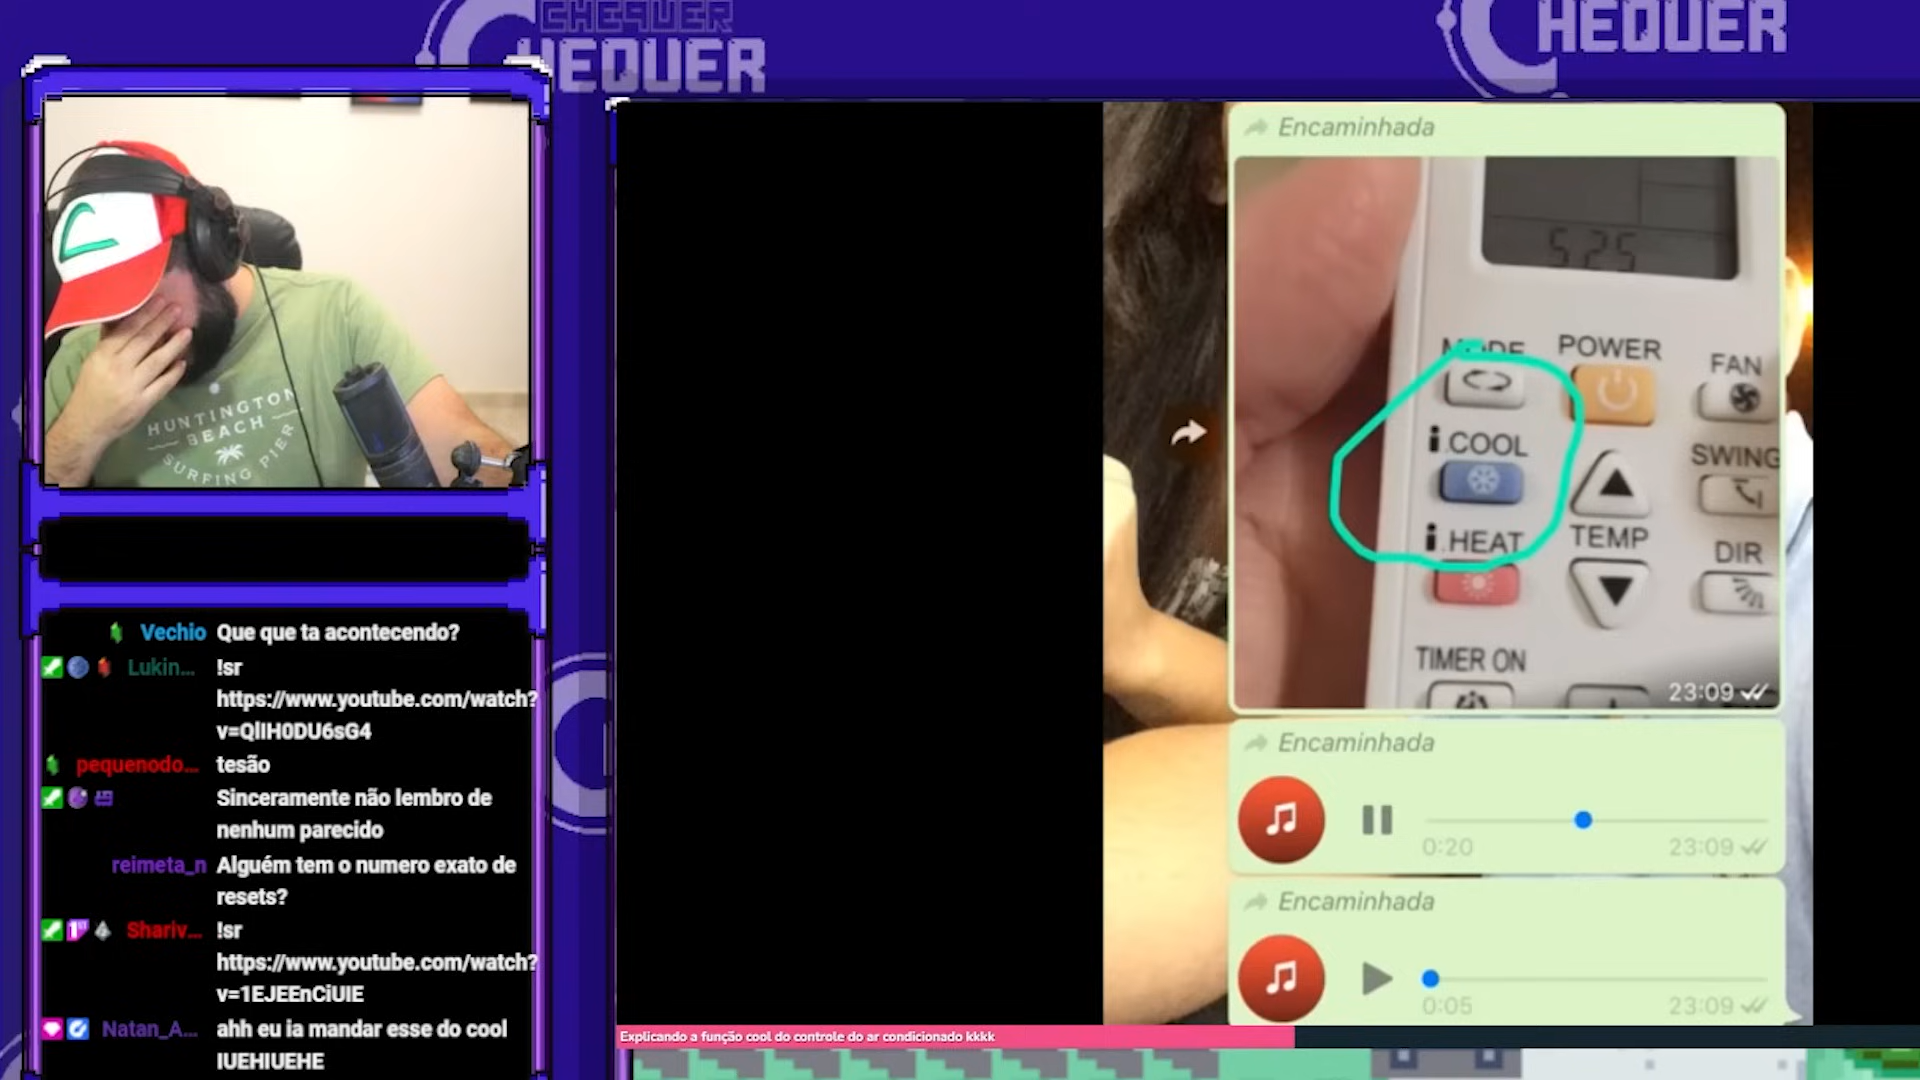 CHEQUER
HEQUER
HEQUER
Encaminhada
525
MODE
POWER
FAN
i.COOL
SWING
i.HEAT
TEMP
DIR
TIMER ON
23:09
Encaminhada
0:20
23:09
Encaminhada
0:05
23:09
Explicando a função cool do controle do ar condicionado kkkk
HUNTINGTON
BEACH
SURFING PIER
Vechio Que que ta acontecendo?
Lukin... !sr
https://www.youtube.com/watch?
v=QlIH0DU6sG4
pequenodo... tesão
Sinceramente não lembro de
nenhum parecido
reimeta_n Alguém tem o numero exato de
resets?
Shariv... !sr
https://www.youtube.com/watch?
v=1EJEEnCiUIE
Natan_A... ahh eu ia mandar esse do cool
IUEHIUEHE